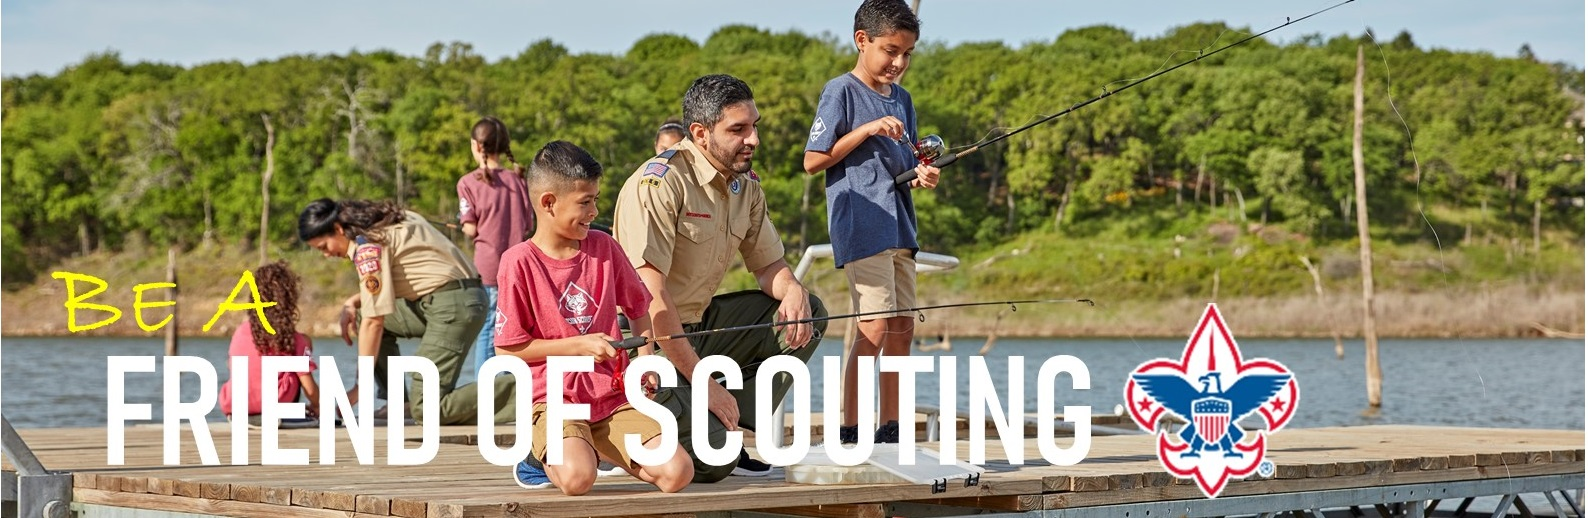 BE A
FRIEND OF SCOUTING